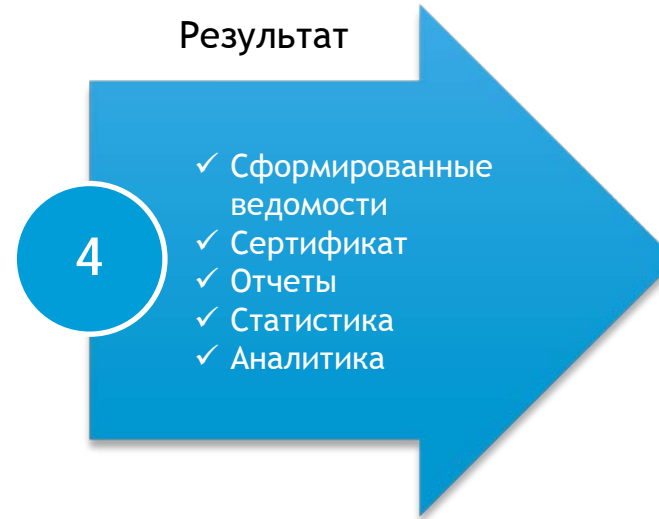 Результат
✓ Сформированные
ведомости
✓ Сертификат
✓ Отчеты
✓ Статистика
✓ Аналитика
4